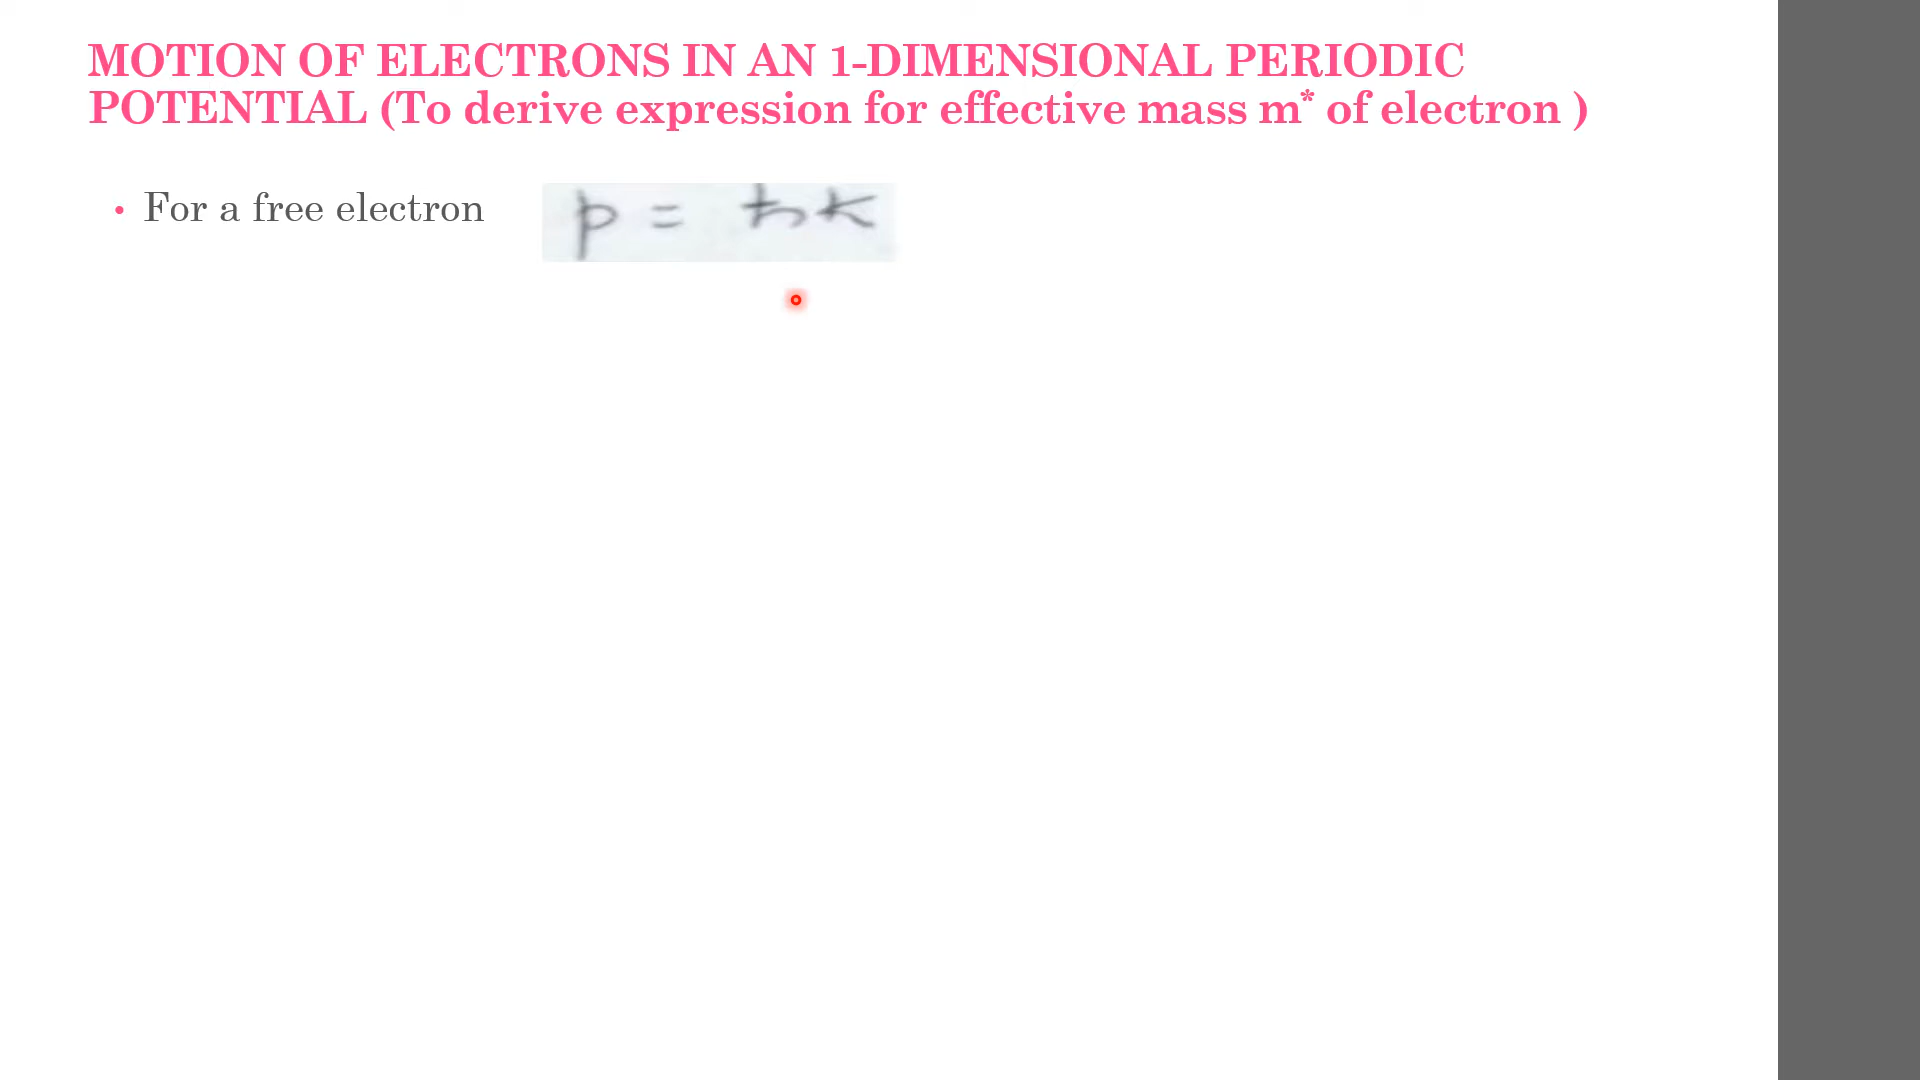 MOTION OF ELECTRONS IN AN 1-DIMENSIONAL PERIODIC
POTENTIAL (To derive expression for effective mass m* of electron )
• For a free electron p = ħk